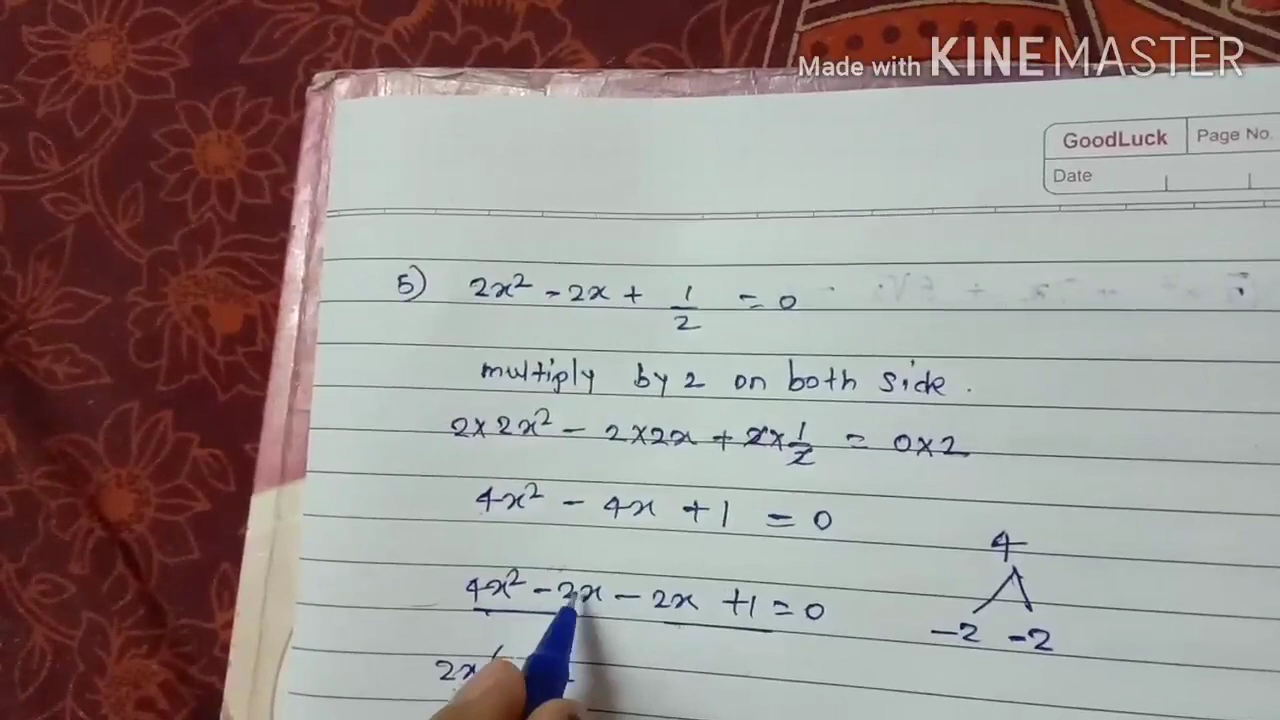 Made with KINEMASTER
GoodLuck Page No.
Date
5) 2x² - 2x + 1/2 = 0
multiply by 2 on both side.
2×2x² - 2×2x + 2×1/2 = 0×2
4x² - 4x + 1 = 0
4
4x² - 2x - 2x + 1 = 0
-2 -2
2x(